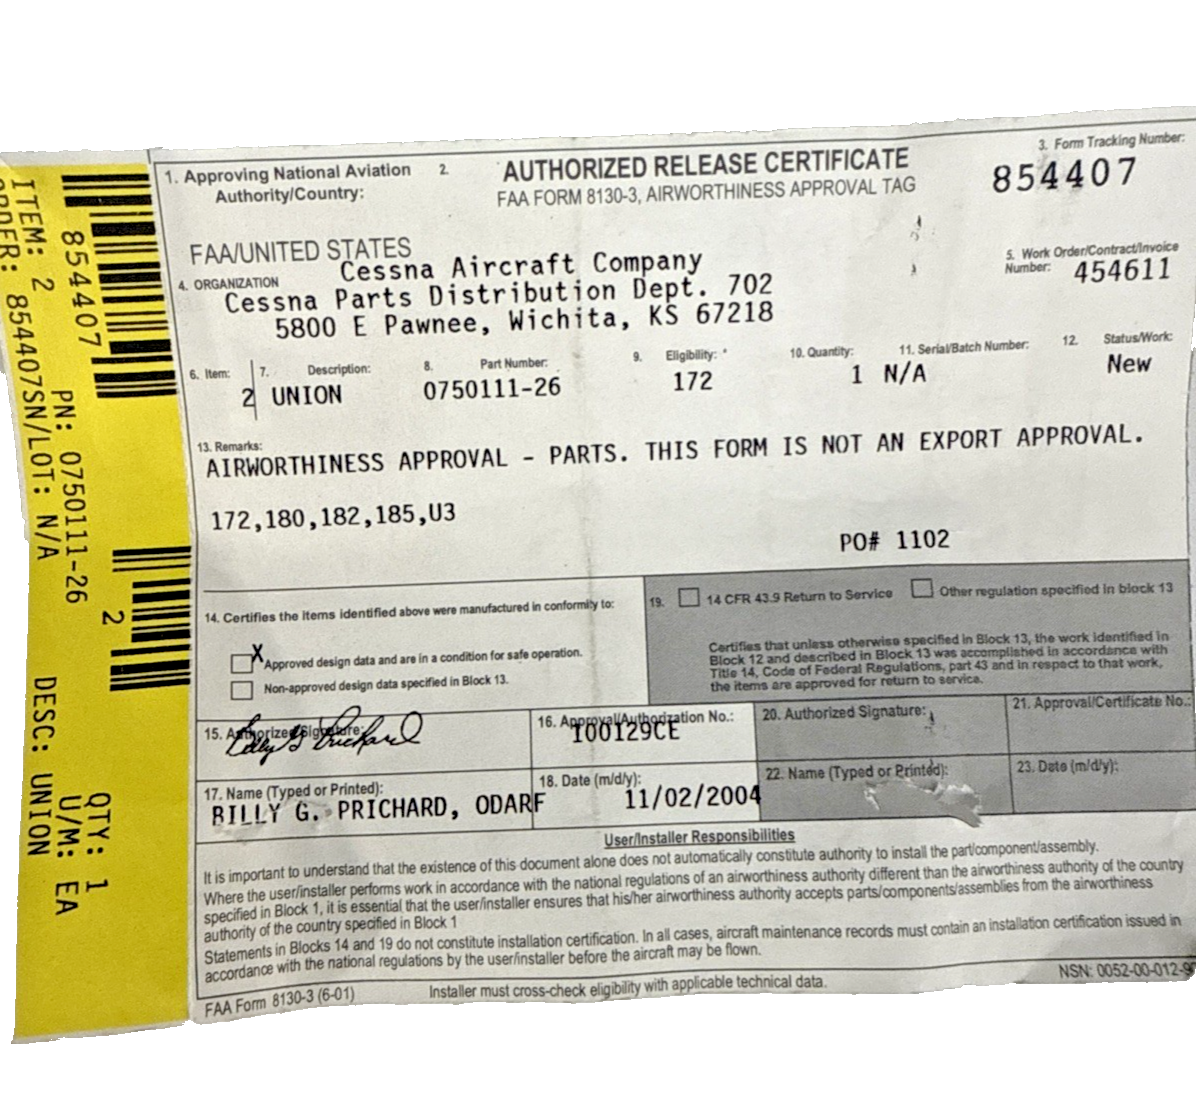 ITEM: 2
ORDER: 854407SN/LOT: N/A
854407
PN: 0750111-26
2
DESC: UNION
QTY: 1
U/M: EA
1. Approving National Aviation
Authority/Country:
2.
AUTHORIZED RELEASE CERTIFICATE
FAA FORM 8130-3, AIRWORTHINESS APPROVAL TAG
3. Form Tracking Number:
854407
FAA/UNITED STATES
4. ORGANIZATION
Cessna Aircraft Company
Cessna Parts Distribution Dept. 702
5800 E Pawnee, Wichita, KS 67218
5. Work Order/Contract/Invoice
Number: 454611
6. Item: 7. Description: 8. Part Number: 9. Eligibility: * 10. Quantity: 11. Serial/Batch Number: 12. Status/Work:
2 UNION 0750111-26 172 1 N/A New
13. Remarks:
AIRWORTHINESS APPROVAL - PARTS. THIS FORM IS NOT AN EXPORT APPROVAL.
172,180,182,185,U3
PO# 1102
14. Certifies the items identified above were manufactured in conformity to:
X Approved design data and are in a condition for safe operation.
Non-approved design data specified in Block 13.
19. 14 CFR 43.9 Return to Service Other regulation specified in block 13
Certifies that unless otherwise specified in Block 13, the work identified in
Block 12 and described in Block 13 was accomplished in accordance with
Title 14, Code of Federal Regulations, part 43 and in respect to that work,
the items are approved for return to service.
15. Authorized Signature:
Billy G Prichard
16. Approval/Authorization No.:
100129CE
20. Authorized Signature:
21. Approval/Certificate No.:
17. Name (Typed or Printed):
BILLY G. PRICHARD, ODARF
18. Date (m/d/y):
11/02/2004
22. Name (Typed or Printed):
23. Date (m/d/y):
User/Installer Responsibilities
It is important to understand that the existence of this document alone does not automatically constitute authority to install the part/component/assembly.
Where the user/installer performs work in accordance with the national regulations of an airworthiness authority different than the airworthiness authority of the country
specified in Block 1, it is essential that the user/installer ensures that his/her airworthiness authority accepts parts/components/assemblies from the airworthiness
authority of the country specified in Block 1
Statements in Blocks 14 and 19 do not constitute installation certification. In all cases, aircraft maintenance records must contain an installation certification issued in
accordance with the national regulations by the user/installer before the aircraft may be flown.
FAA Form 8130-3 (6-01)
Installer must cross-check eligibility with applicable technical data.
NSN: 0052-00-012-9